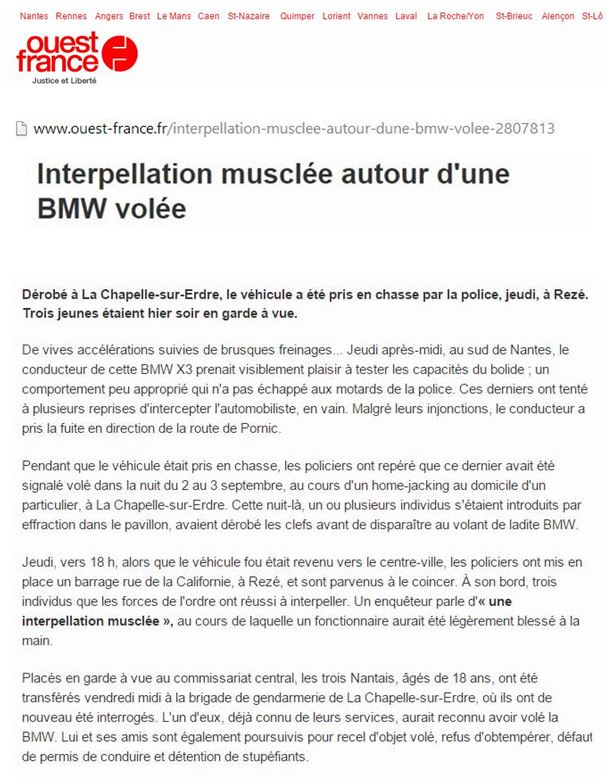 Nantes Rennes Angers Brest Le Mans Caen St-Nazaire Quimper Lorient Vannes Laval La Roche/Yon St-Brieuc Alençon St-Lô
ouest
france
Justice et Liberté
www.ouest-france.fr/interpellation-musclee-autour-dune-bmw-volee-2807813
Interpellation musclée autour d'une
BMW volée
Dérobé à La Chapelle-sur-Erdre, le véhicule a été pris en chasse par la police, jeudi, à Rezé.
Trois jeunes étaient hier soir en garde à vue.
De vives accélérations suivies de brusques freinages... Jeudi après-midi, au sud de Nantes, le
conducteur de cette BMW X3 prenait visiblement plaisir à tester les capacités du bolide ; un
comportement peu approprié qui n'a pas échappé aux motards de la police. Ces derniers ont tenté
à plusieurs reprises d'intercepter l'automobiliste, en vain. Malgré leurs injonctions, le conducteur a
pris la fuite en direction de la route de Pornic.
Pendant que le véhicule était pris en chasse, les policiers ont repéré que ce dernier avait été
signalé volé dans la nuit du 2 au 3 septembre, au cours d'un home-jacking au domicile d'un
particulier, à La Chapelle-sur-Erdre. Cette nuit-là, un ou plusieurs individus s'étaient introduits par
effraction dans le pavillon, avaient dérobé les clefs avant de disparaître au volant de ladite BMW.
Jeudi, vers 18 h, alors que le véhicule fou était revenu vers le centre-ville, les policiers ont mis en
place un barrage rue de la Californie, à Rezé, et sont parvenus à le coincer. À son bord, trois
individus que les forces de l'ordre ont réussi à interpeller. Un enquêteur parle d'« une
interpellation musclée », au cours de laquelle un fonctionnaire aurait été légèrement blessé à la
main.
Placés en garde à vue au commissariat central, les trois Nantais, âgés de 18 ans, ont été
transférés vendredi midi à la brigade de gendarmerie de La Chapelle-sur-Erdre, où ils ont de
nouveau été interrogés. L'un d'eux, déjà connu de leurs services, aurait reconnu avoir volé la
BMW. Lui et ses amis sont également poursuivis pour recel d'objet volé, refus d'obtempérer, défaut
de permis de conduire et détention de stupéfiants.